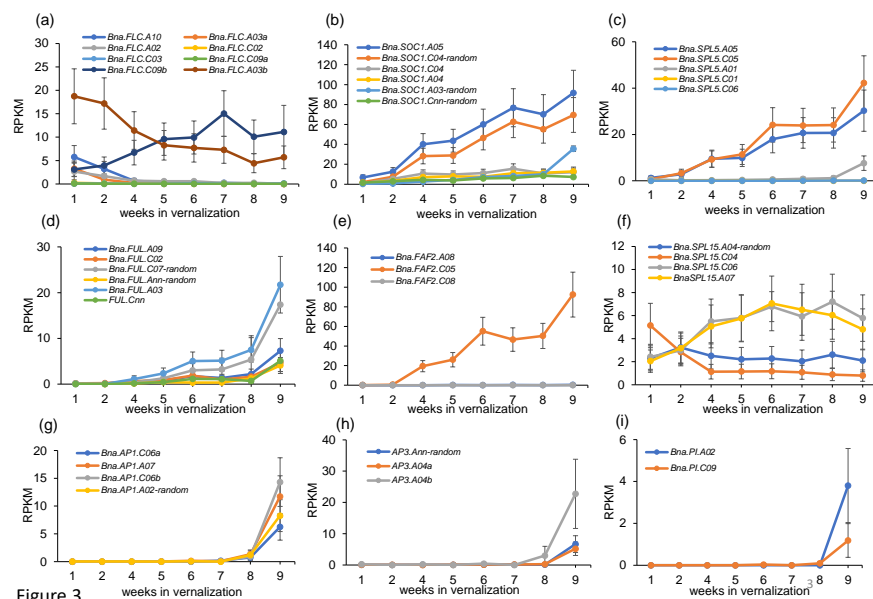 (a)
Bna.FLC.A10 Bna.FLC.A03a
Bna.FLC.A02 Bna.FLC.C02
Bna.FLC.C03 Bna.FLC.C09a
Bna.FLC.C09b Bna.FLC.A03b
35
30
25
20
15
10
5
0
RPKM
1 2 4 5 6 7 8 9
weeks in vernalization
(b)
Bna.SOC1.A05
Bna.SOC1.C04-random
Bna.SOC1.C04
Bna.SOC1.A04
Bna.SOC1.A03-random
Bna.SOC1.Cnn-random
140
120
100
80
60
40
20
0
RPKM
1 2 4 5 6 7 8 9
weeks in vernalization
(c)
Bna.SPL5.A05
Bna.SPL5.C05
Bna.SPL5.A01
Bna.SPL5.C01
Bna.SPL5.C06
60
40
20
0
RPKM
1 2 4 5 6 7 8 9
weeks in vernalization
(d)
Bna.FUL.A09
Bna.FUL.C02
Bna.FUL.C07-random
Bna.FUL.Ann-random
Bna.FUL.A03
FUL.Cnn
40
30
20
10
0
RPKM
1 2 4 5 6 7 8 9
weeks in vernalization
(e)
Bna.FAF2.A08
Bna.FAF2.C05
Bna.FAF2.C08
140
120
100
80
60
40
20
0
RPKM
1 2 4 5 6 7 8 9
weeks in vernalization
(f)
Bna.SPL15.A04-random
Bna.SPL15.C04
Bna.SPL15.C06
BnaSPL15.A07
12
10
8
6
4
2
0
RPKM
1 2 4 5 6 7 8 9
weeks in vernalization
(g)
Bna.AP1.C06a
Bna.AP1.A07
Bna.AP1.C06b
Bna.AP1.A02-random
20
15
10
5
0
RPKM
1 2 4 5 6 7 8 9
weeks in vernalization
(h)
AP3.Ann-random
AP3.A04a
AP3.A04b
40
30
20
10
0
RPKM
1 2 4 5 6 7 8 9
weeks in vernalization
(i)
Bna.PI.A02
Bna.PI.C09
6
4
2
0
RPKM
1 2 4 5 6 7 8 9
weeks in vernalization
3
Figure 3